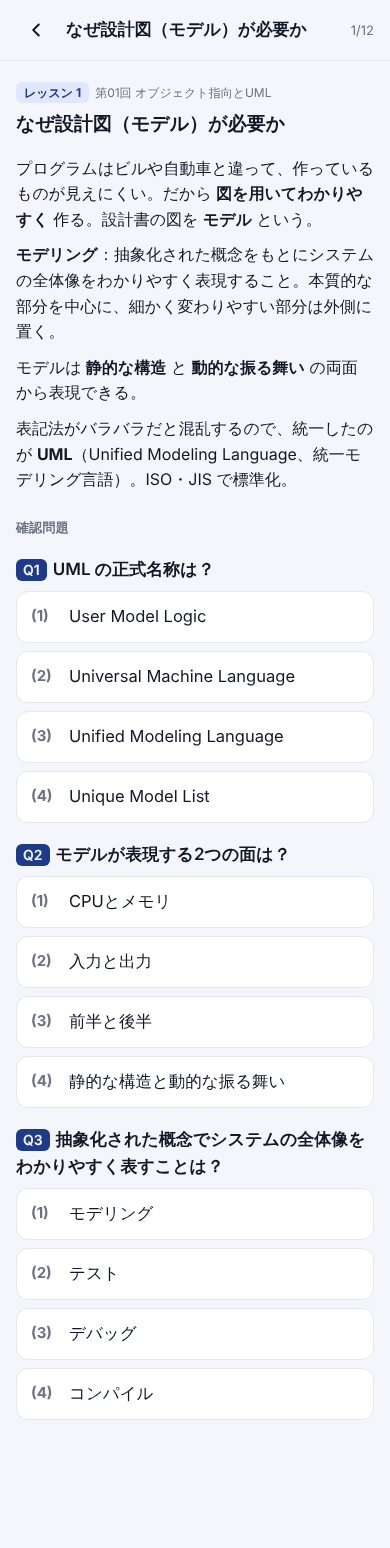 なぜ設計図（モデル）が必要か
1/12
レッスン 1 第01回 オブジェクト指向とUML
なぜ設計図（モデル）が必要か
プログラムはビルや自動車と違って、作っている
ものが見えにくい。だから 図を用いてわかりや
すく 作る。設計書の図を モデル という。
モデリング：抽象化された概念をもとにシステム
の全体像をわかりやすく表現すること。本質的な
部分を中心に、細かく変わりやすい部分は外側に
置く。
モデルは 静的な構造 と 動的な振る舞い の両面
から表現できる。
表記法がバラバラだと混乱するので、統一したの
が UML（Unified Modeling Language、統一モ
デリング言語）。ISO・JIS で標準化。
確認問題
Q1 UML の正式名称は？
(1) User Model Logic
(2) Universal Machine Language
(3) Unified Modeling Language
(4) Unique Model List
Q2 モデルが表現する2つの面は？
(1) CPUとメモリ
(2) 入力と出力
(3) 前半と後半
(4) 静的な構造と動的な振る舞い
Q3 抽象化された概念でシステムの全体像を
わかりやすく表すことは？
(1) モデリング
(2) テスト
(3) デバッグ
(4) コンパイル